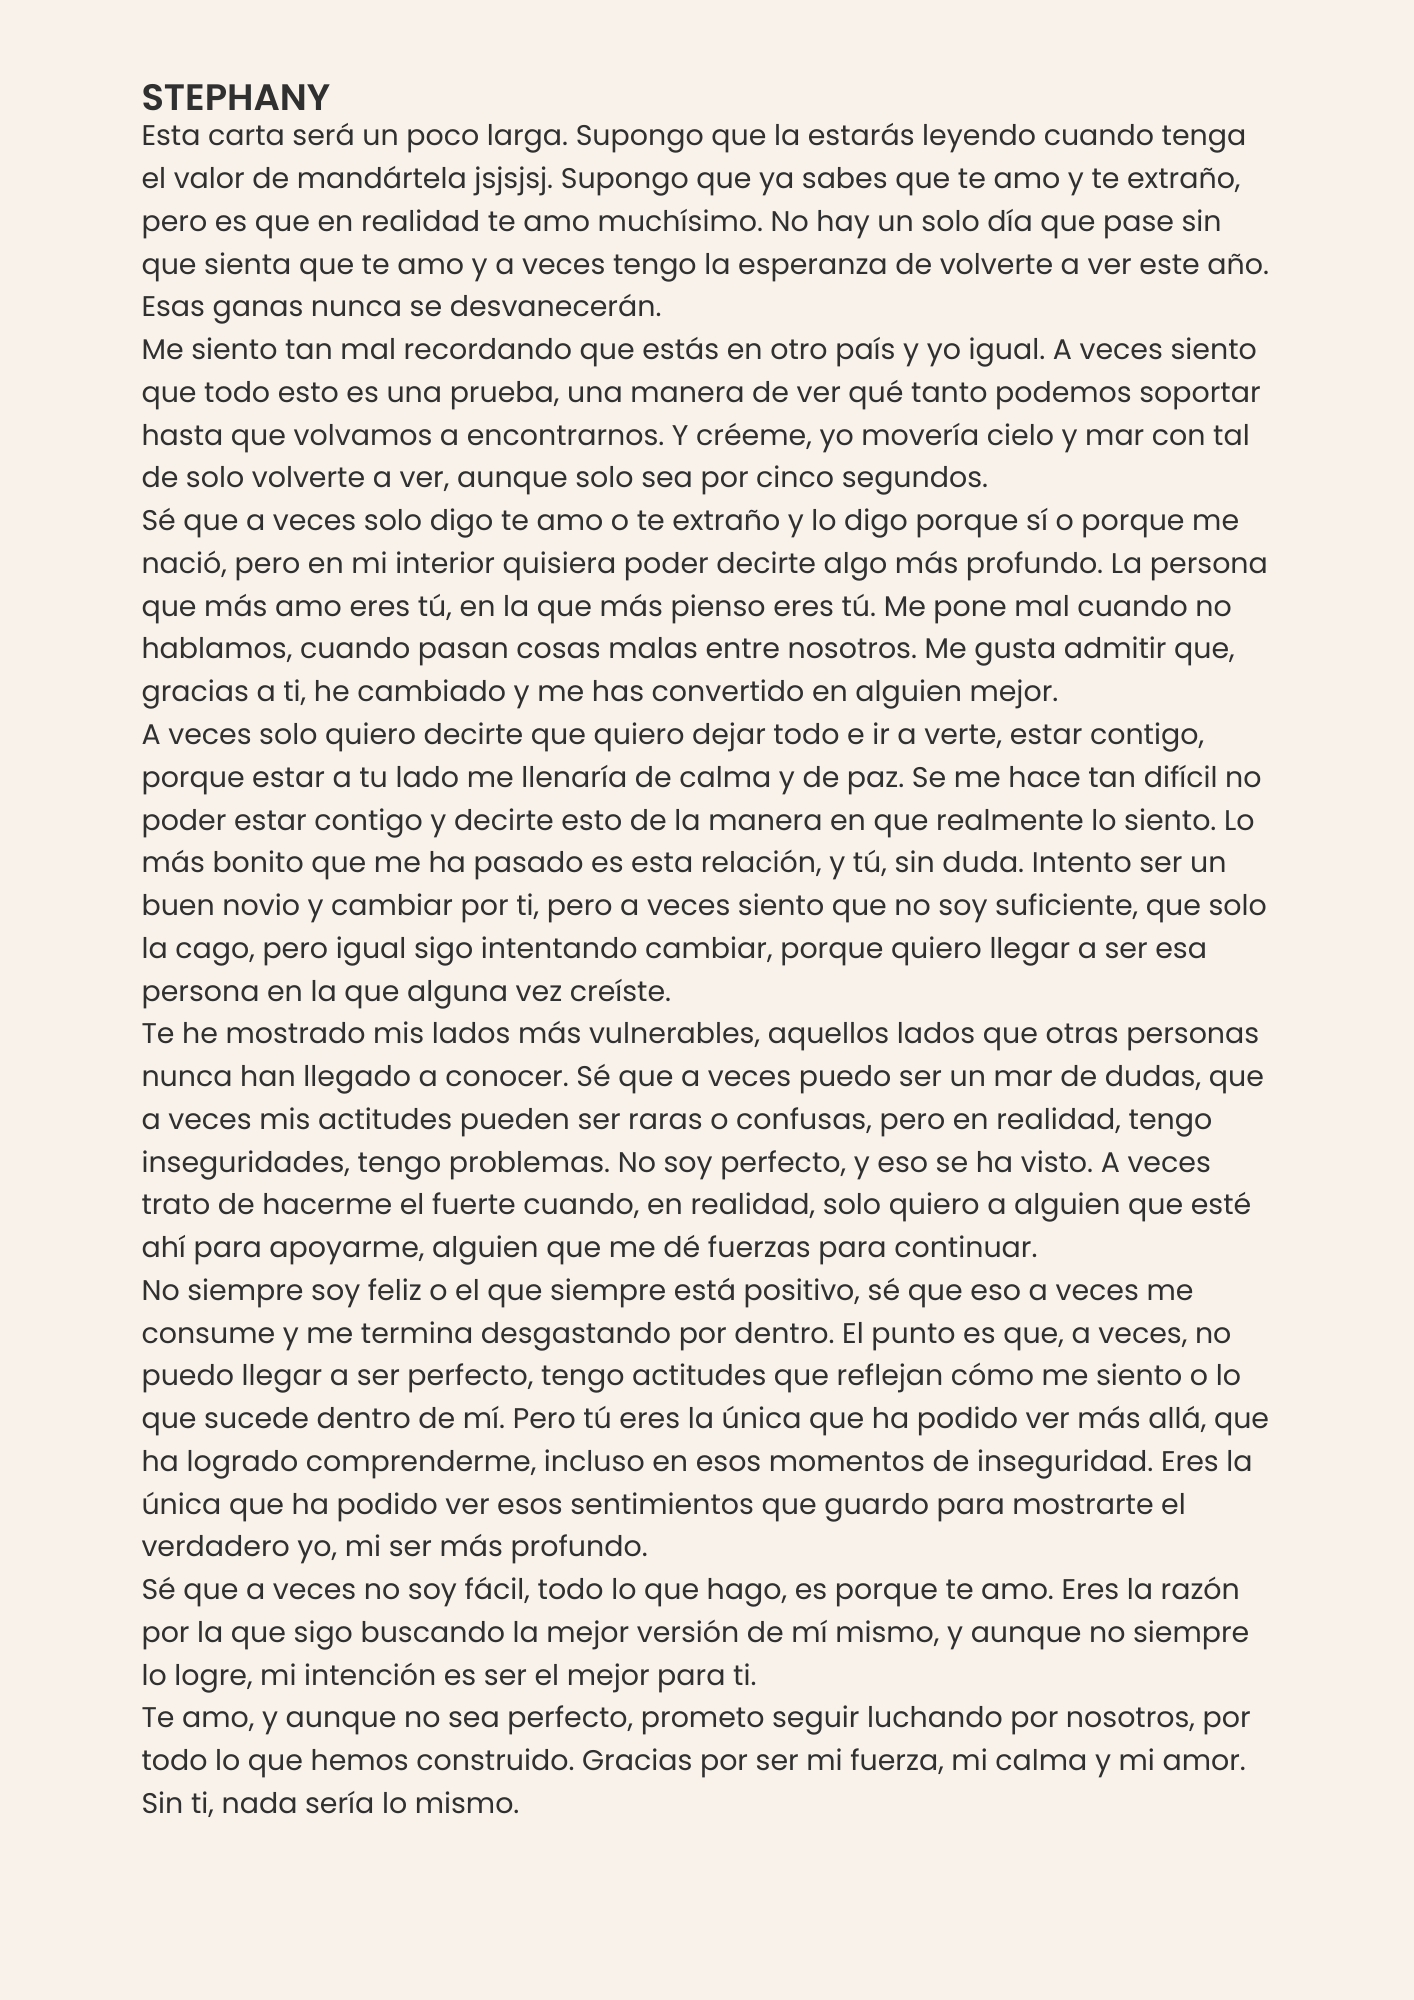 STEPHANY
Esta carta será un poco larga. Supongo que la estarás leyendo cuando tenga
el valor de mandártela jsjsjsj. Supongo que ya sabes que te amo y te extraño,
pero es que en realidad te amo muchísimo. No hay un solo día que pase sin
que sienta que te amo y a veces tengo la esperanza de volverte a ver este año.
Esas ganas nunca se desvanecerán.
Me siento tan mal recordando que estás en otro país y yo igual. A veces siento
que todo esto es una prueba, una manera de ver qué tanto podemos soportar
hasta que volvamos a encontrarnos. Y créeme, yo movería cielo y mar con tal
de solo volverte a ver, aunque solo sea por cinco segundos.
Sé que a veces solo digo te amo o te extraño y lo digo porque sí o porque me
nació, pero en mi interior quisiera poder decirte algo más profundo. La persona
que más amo eres tú, en la que más pienso eres tú. Me pone mal cuando no
hablamos, cuando pasan cosas malas entre nosotros. Me gusta admitir que,
gracias a ti, he cambiado y me has convertido en alguien mejor.
A veces solo quiero decirte que quiero dejar todo e ir a verte, estar contigo,
porque estar a tu lado me llenaría de calma y de paz. Se me hace tan difícil no
poder estar contigo y decirte esto de la manera en que realmente lo siento. Lo
más bonito que me ha pasado es esta relación, y tú, sin duda. Intento ser un
buen novio y cambiar por ti, pero a veces siento que no soy suficiente, que solo
la cago, pero igual sigo intentando cambiar, porque quiero llegar a ser esa
persona en la que alguna vez creíste.
Te he mostrado mis lados más vulnerables, aquellos lados que otras personas
nunca han llegado a conocer. Sé que a veces puedo ser un mar de dudas, que
a veces mis actitudes pueden ser raras o confusas, pero en realidad, tengo
inseguridades, tengo problemas. No soy perfecto, y eso se ha visto. A veces
trato de hacerme el fuerte cuando, en realidad, solo quiero a alguien que esté
ahí para apoyarme, alguien que me dé fuerzas para continuar.
No siempre soy feliz o el que siempre está positivo, sé que eso a veces me
consume y me termina desgastando por dentro. El punto es que, a veces, no
puedo llegar a ser perfecto, tengo actitudes que reflejan cómo me siento o lo
que sucede dentro de mí. Pero tú eres la única que ha podido ver más allá, que
ha logrado comprenderme, incluso en esos momentos de inseguridad. Eres la
única que ha podido ver esos sentimientos que guardo para mostrarte el
verdadero yo, mi ser más profundo.
Sé que a veces no soy fácil, todo lo que hago, es porque te amo. Eres la razón
por la que sigo buscando la mejor versión de mí mismo, y aunque no siempre
lo logre, mi intención es ser el mejor para ti.
Te amo, y aunque no sea perfecto, prometo seguir luchando por nosotros, por
todo lo que hemos construido. Gracias por ser mi fuerza, mi calma y mi amor.
Sin ti, nada sería lo mismo.